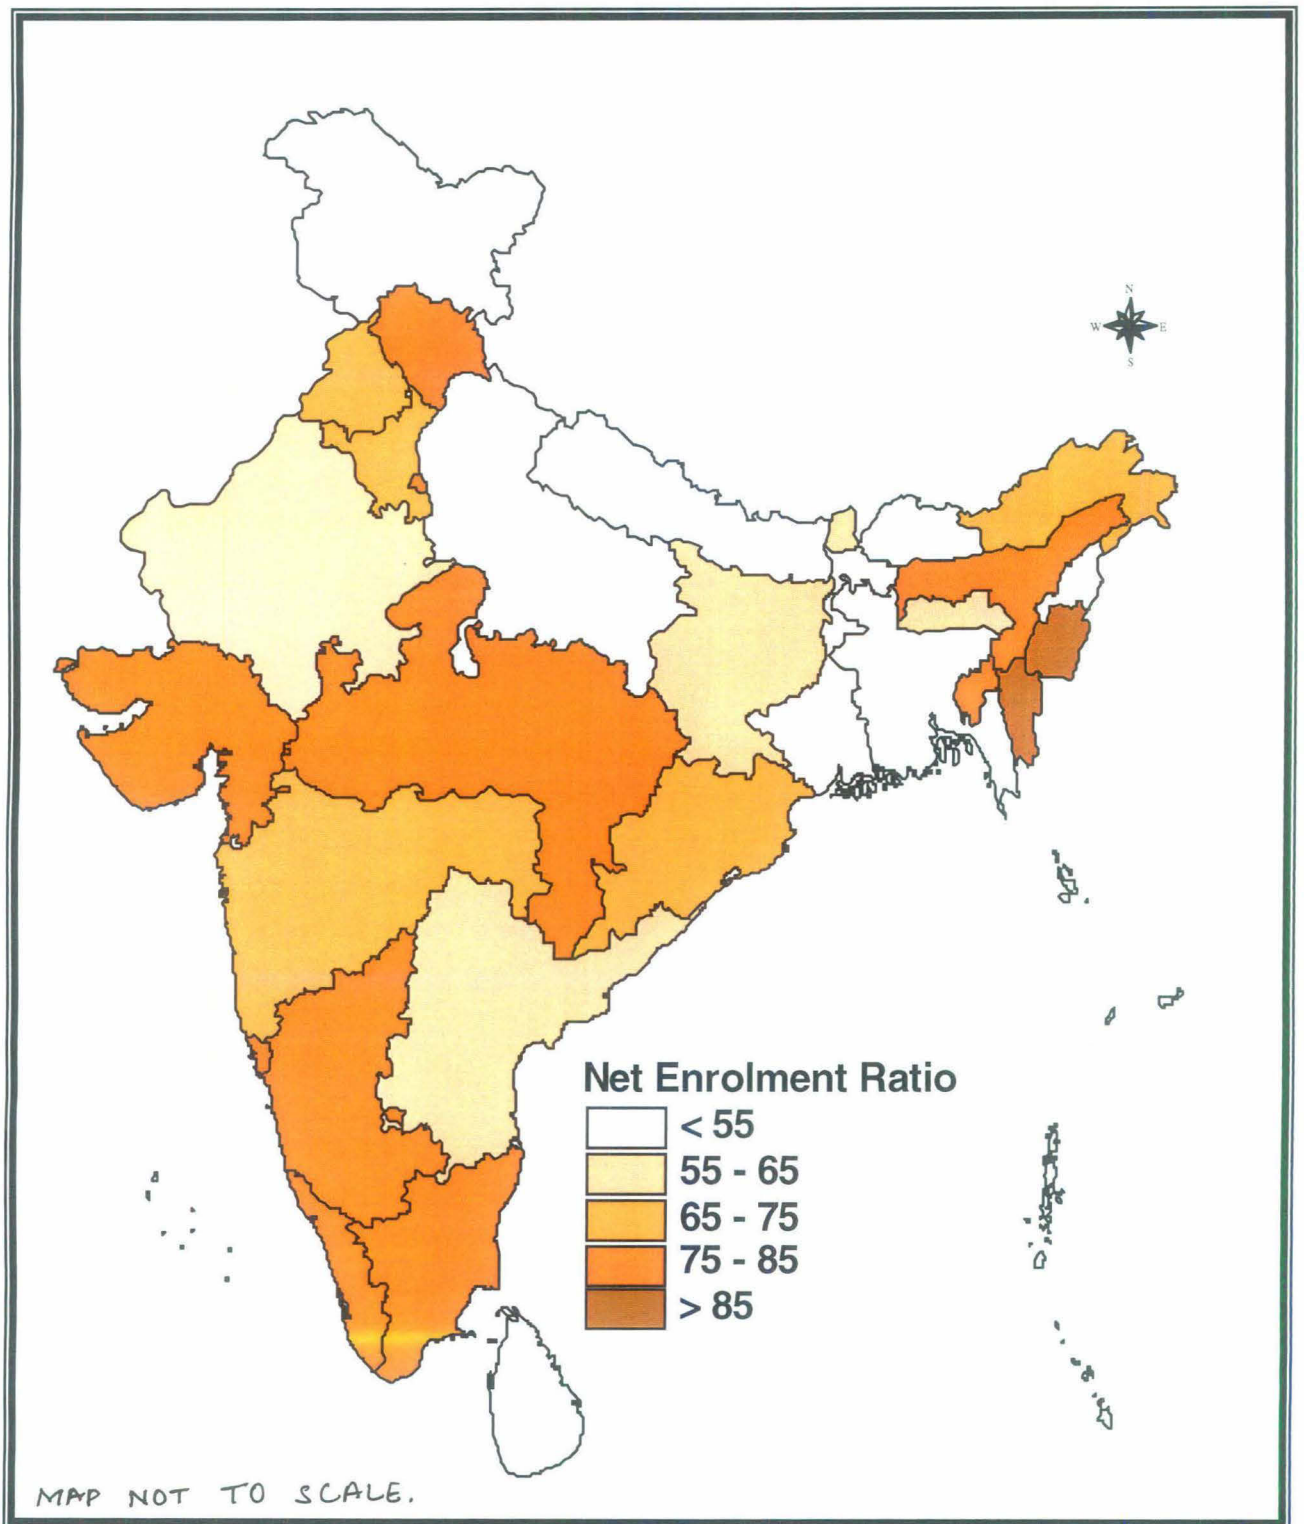 N
W E
S
Net Enrolment Ratio
< 55
55 - 65
65 - 75
75 - 85
> 85
MAP NOT TO SCALE.